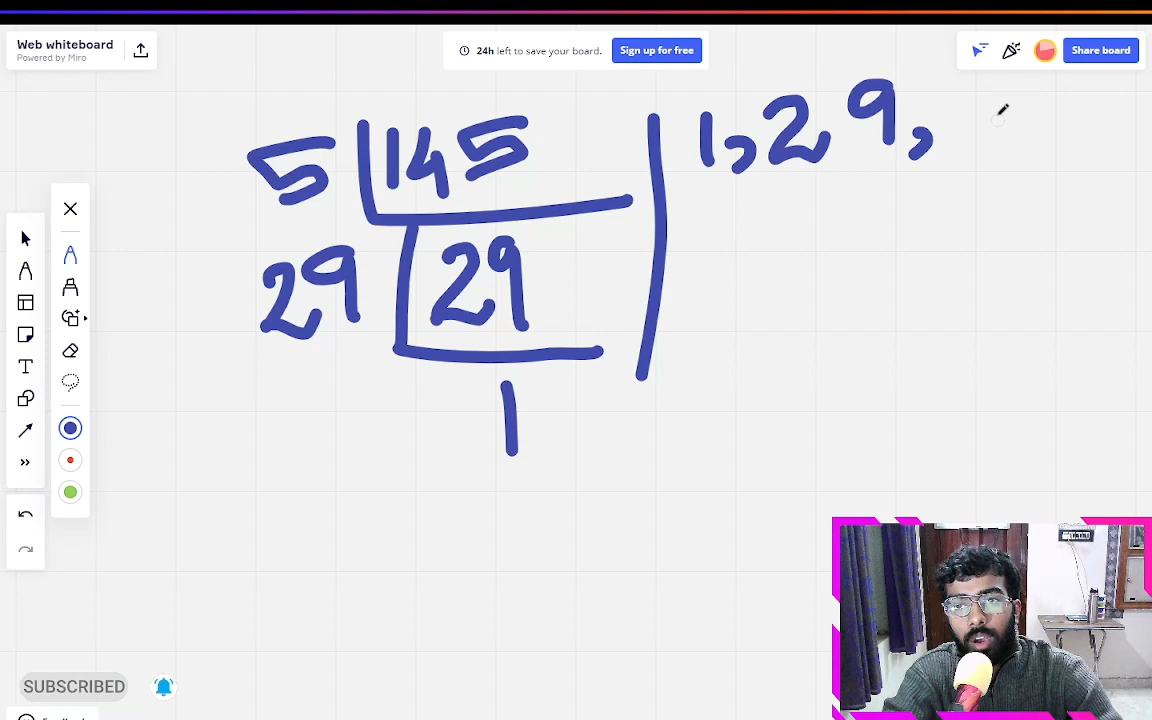 Web whiteboard
Powered by Miro
24h left to save your board.
Sign up for free
Share board
5 145 1,29,
29 29
1
T
SUBSCRIBED